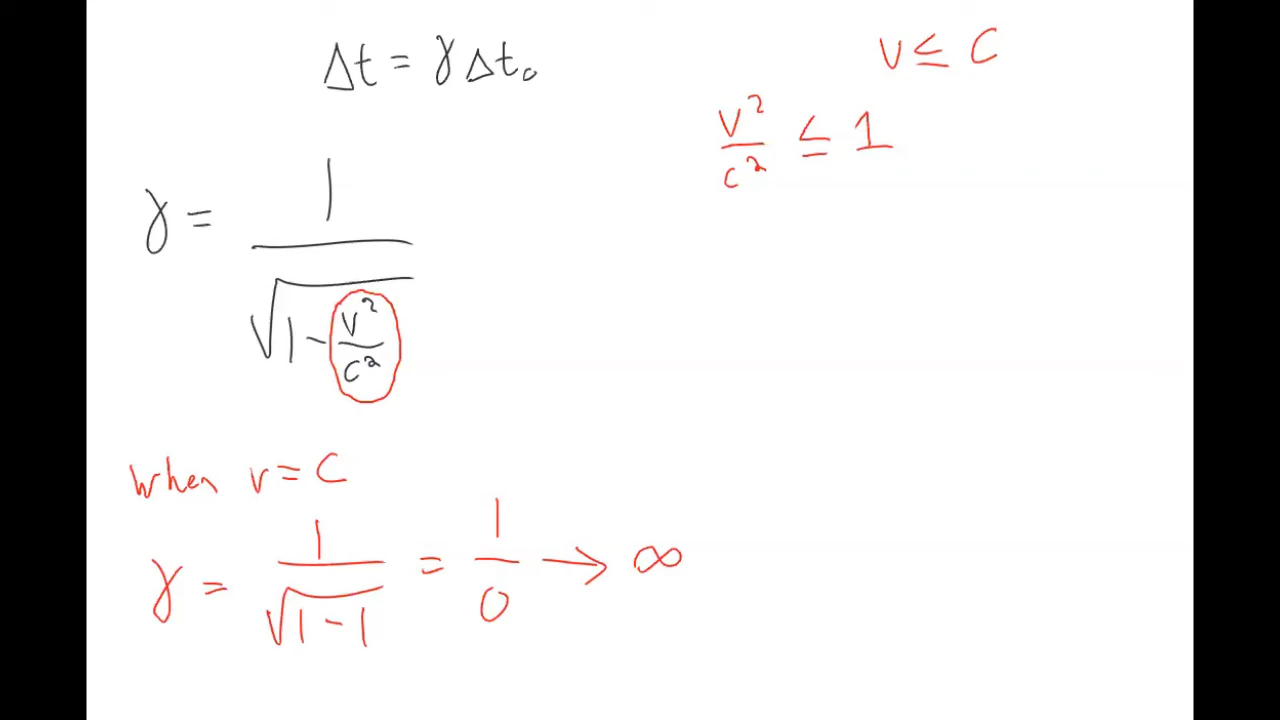 Δt = γΔt₀
v ≤ c
v²/c² ≤ 1
γ = 1/√(1 - v²/c²)
When v = c
γ = 1/√(1-1) = 1/0 → ∞